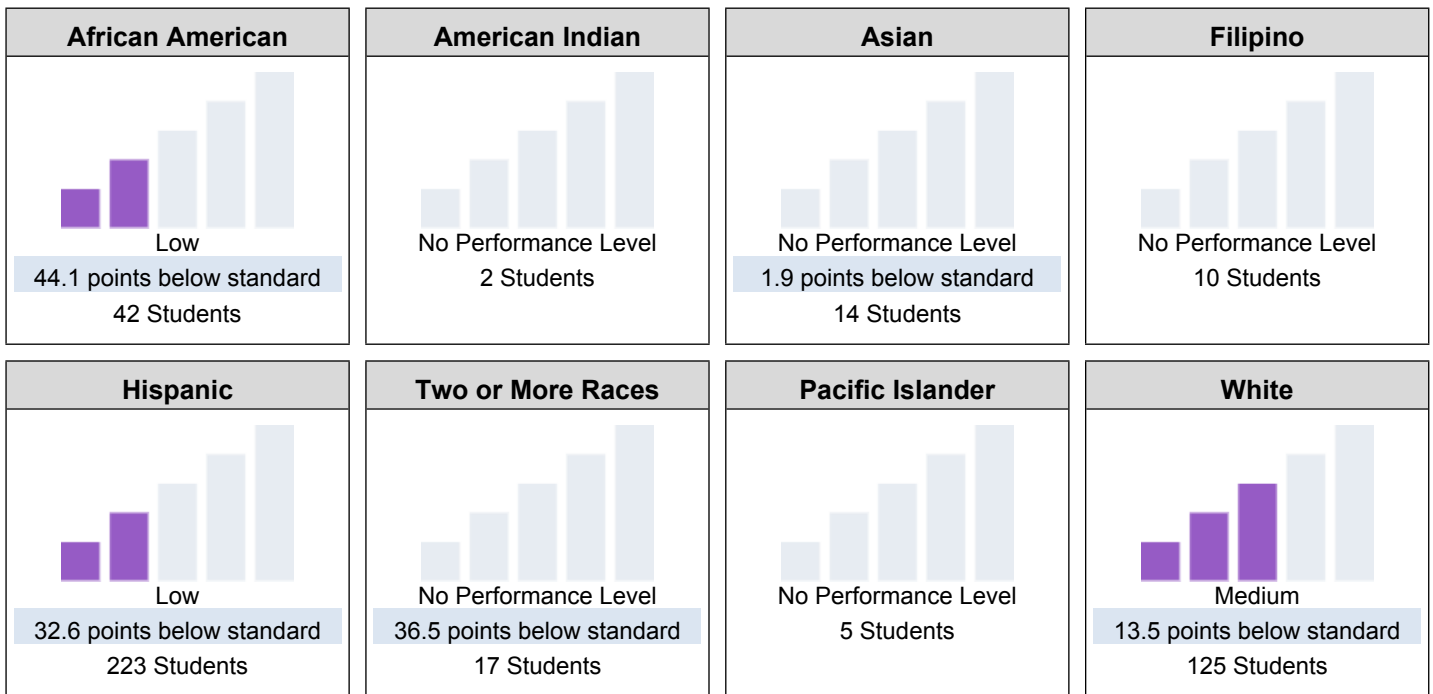 African American
Low
44.1 points below standard
42 Students
American Indian
No Performance Level
2 Students
Asian
No Performance Level
1.9 points below standard
14 Students
Filipino
No Performance Level
10 Students
Hispanic
Low
32.6 points below standard
223 Students
Two or More Races
No Performance Level
36.5 points below standard
17 Students
Pacific Islander
No Performance Level
5 Students
White
Medium
13.5 points below standard
125 Students